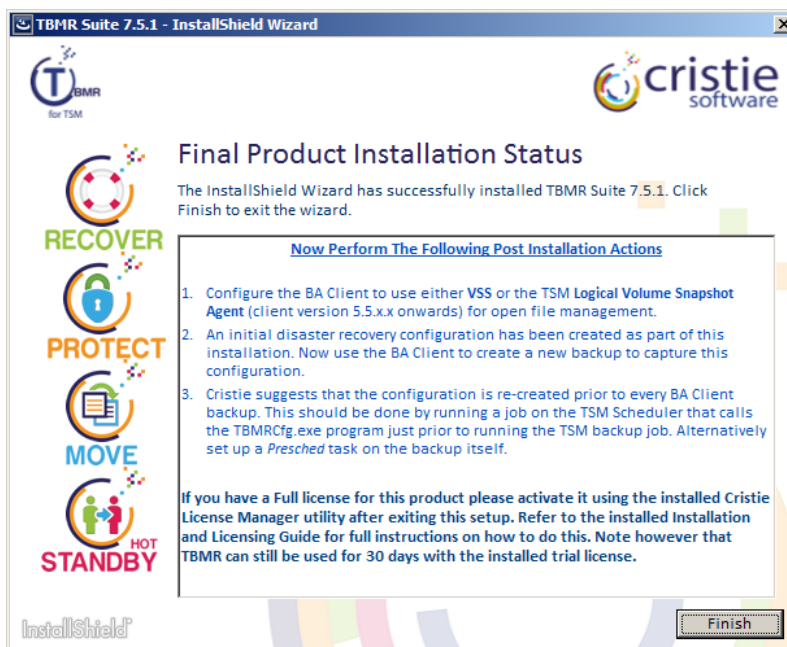 TBMR Suite 7.5.1 - InstallShield Wizard
TBMR
for TSM
cristie
software
Final Product Installation Status
The InstallShield Wizard has successfully installed TBMR Suite 7.5.1. Click
Finish to exit the wizard.
RECOVER
PROTECT
MOVE
HOT
STANDBY
Now Perform The Following Post Installation Actions
1. Configure the BA Client to use either VSS or the TSM Logical Volume Snapshot
Agent (client version 5.5.x.x onwards) for open file management.
2. An initial disaster recovery configuration has been created as part of this
installation. Now use the BA Client to create a new backup to capture this
configuration.
3. Cristie suggests that the configuration is re-created prior to every BA Client
backup. This should be done by running a job on the TSM Scheduler that calls
the TBMRCfg.exe program just prior to running the TSM backup job. Alternatively
set up a Presched task on the backup itself.
If you have a Full license for this product please activate it using the installed Cristie
License Manager utility after exiting this setup. Refer to the installed Installation
and Licensing Guide for full instructions on how to do this. Note however that
TBMR can still be used for 30 days with the installed trial license.
InstallShield
Finish